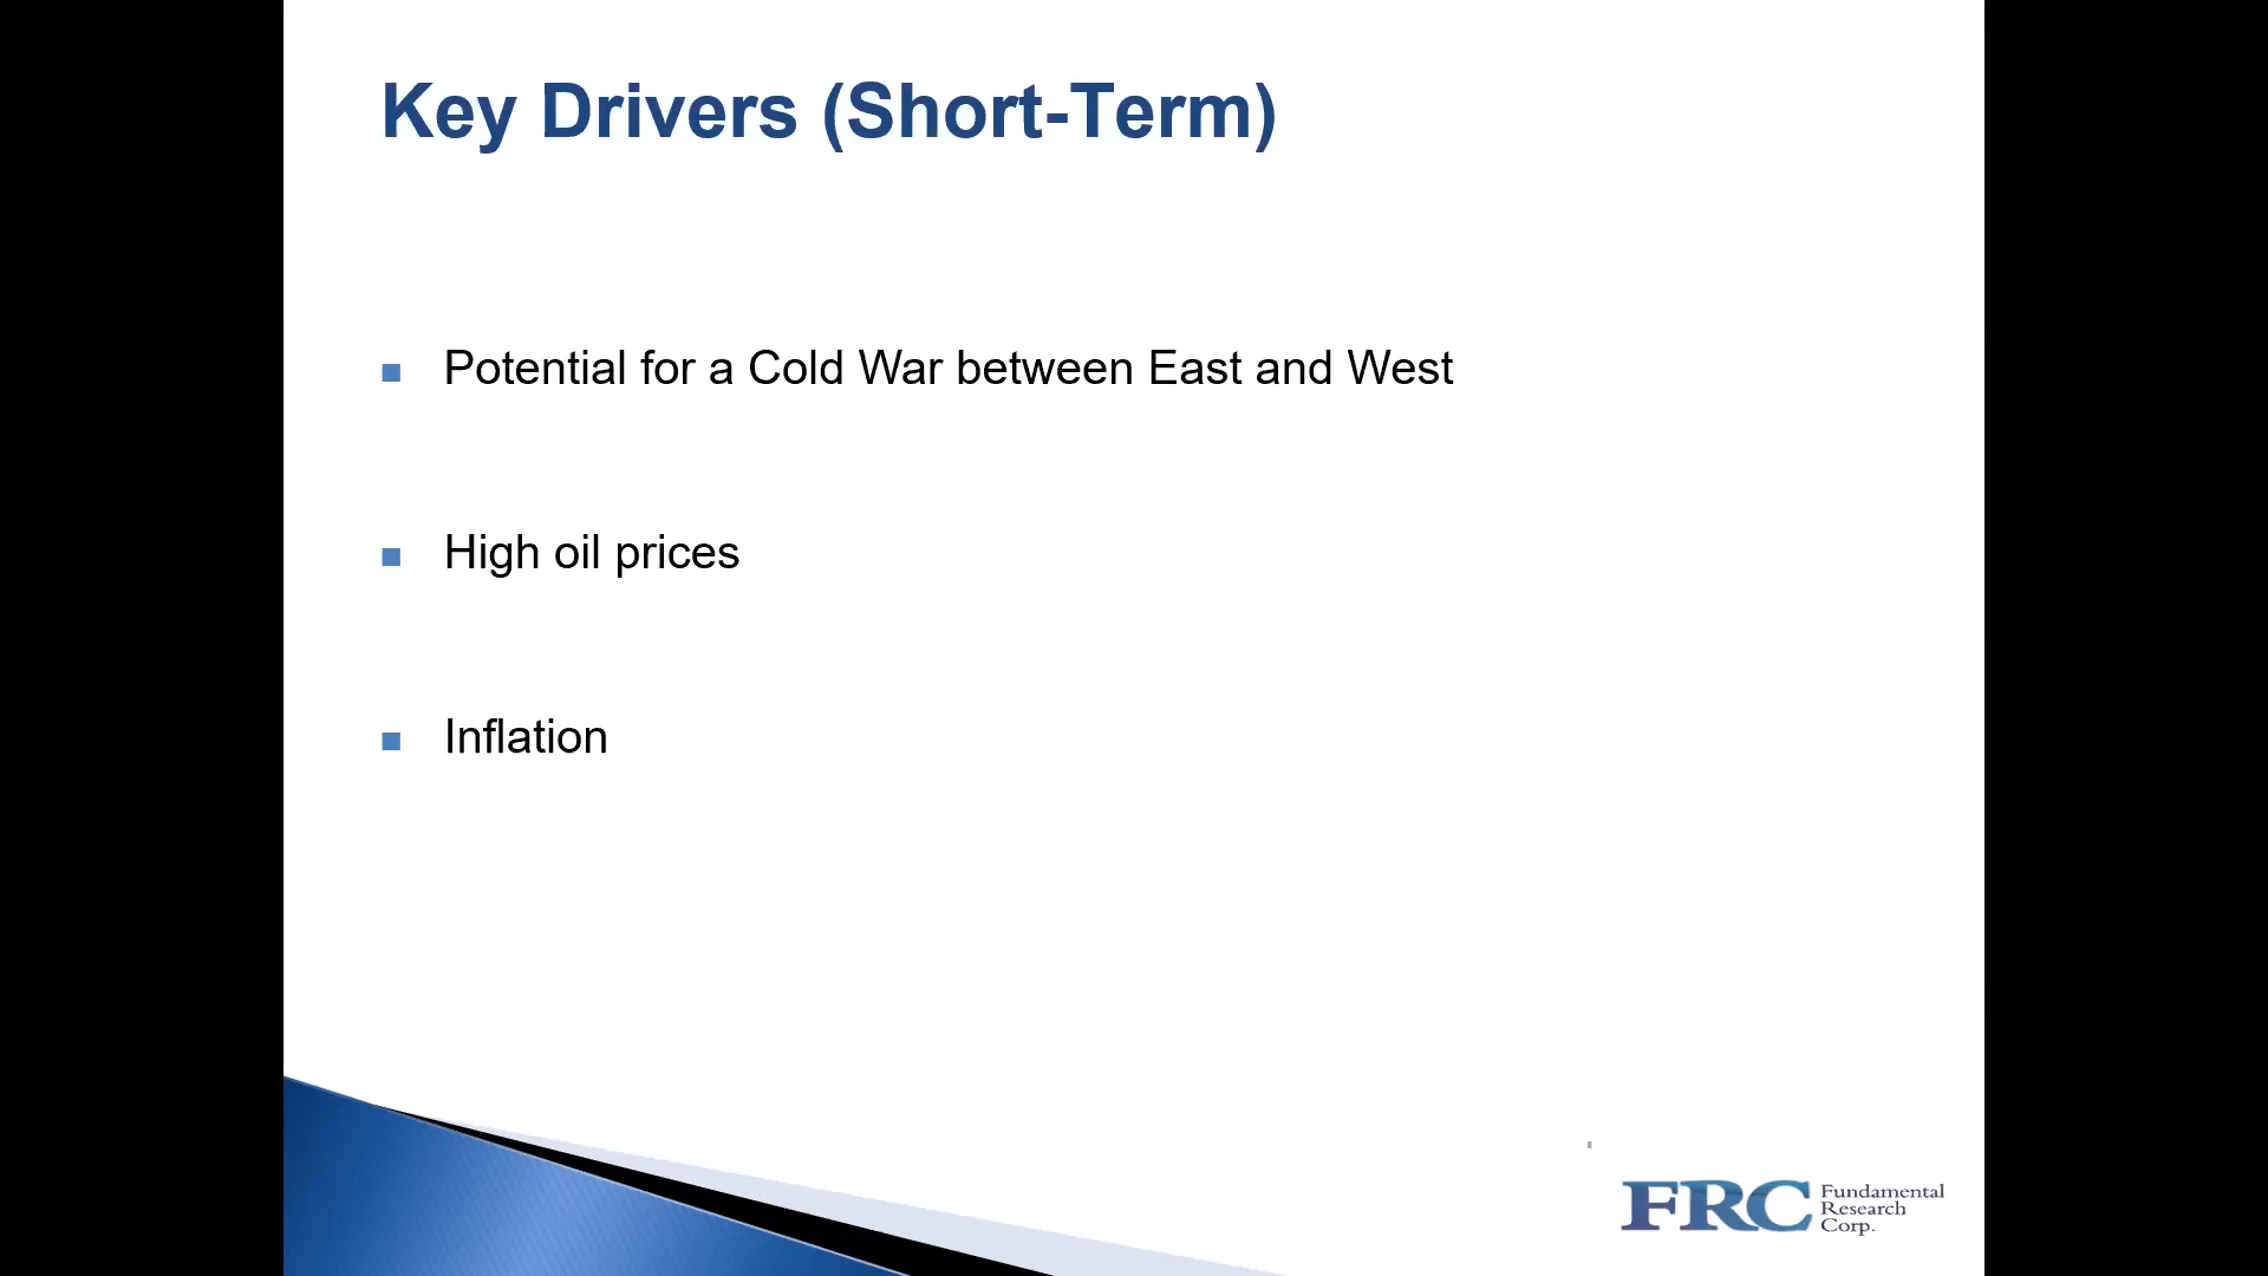 Key Drivers (Short-Term)
Potential for a Cold War between East and West
High oil prices
Inflation
FRC
Fundamental
Research
Corp.